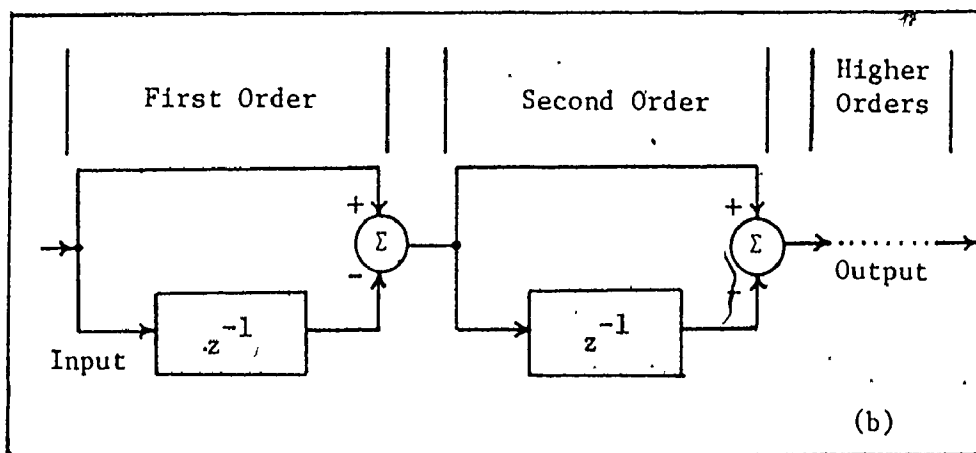 First Order
Second Order
Higher
Orders
+
Σ
-
+
Σ
Output
Input
z-1
z-1
(b)